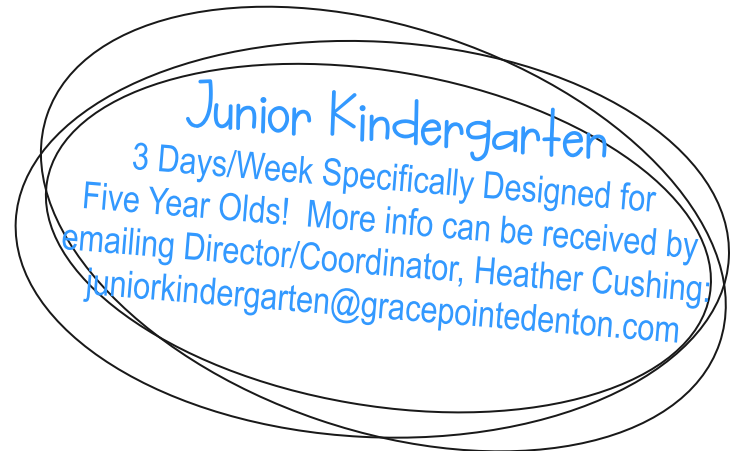 Junior Kindergarten
3 Days/Week Specifically Designed for
Five Year Olds!  More info can be received by
emailing Director/Coordinator, Heather Cushing:
juniorkindergarten@gracepointedenton.com